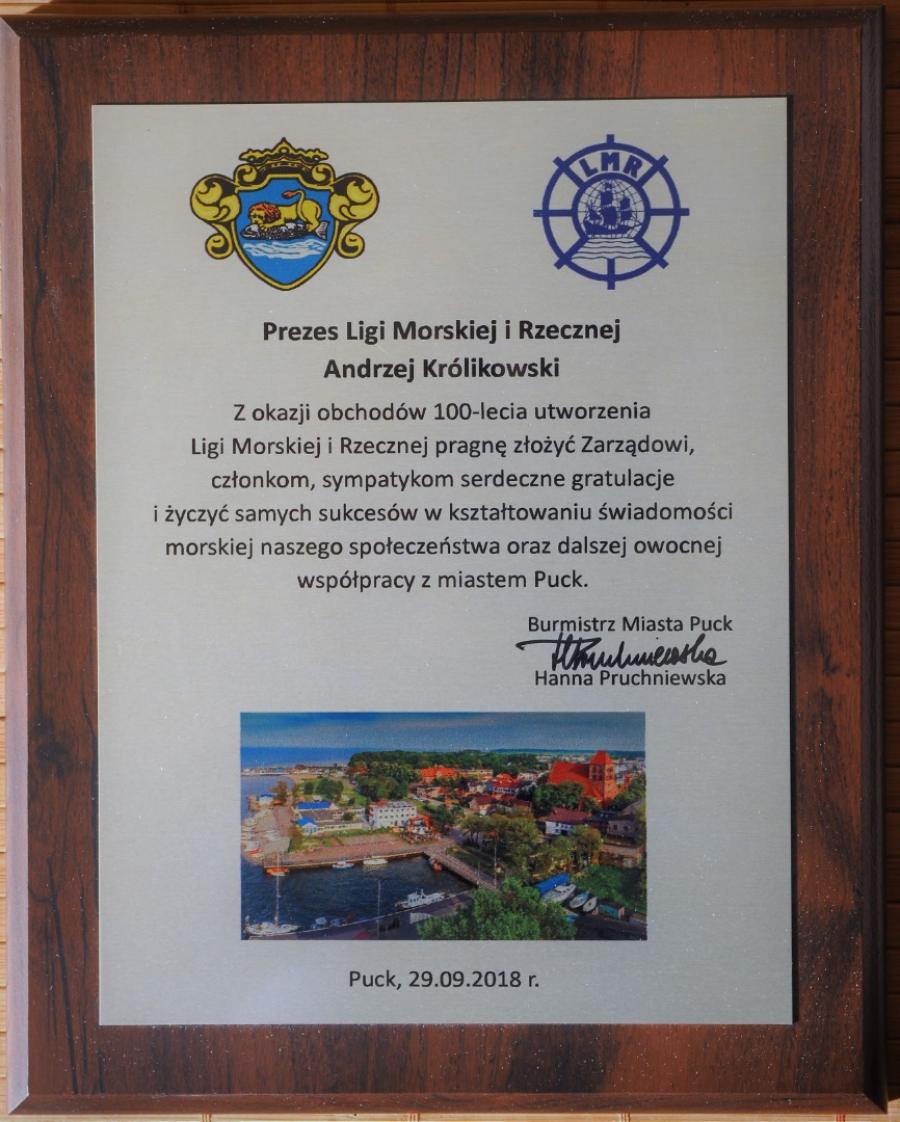 LMR
Prezes Ligi Morskiej i Rzecznej
Andrzej Królikowski
Z okazji obchodów 100-lecia utworzenia
Ligi Morskiej i Rzecznej pragnę złożyć Zarządowi,
członkom, sympatykom serdeczne gratulacje
i życzyć samych sukcesów w kształtowaniu świadomości
morskiej naszego społeczeństwa oraz dalszej owocnej
współpracy z miastem Puck.
Burmistrz Miasta Puck
HPruchniewska
Hanna Pruchniewska
Puck, 29.09.2018 r.